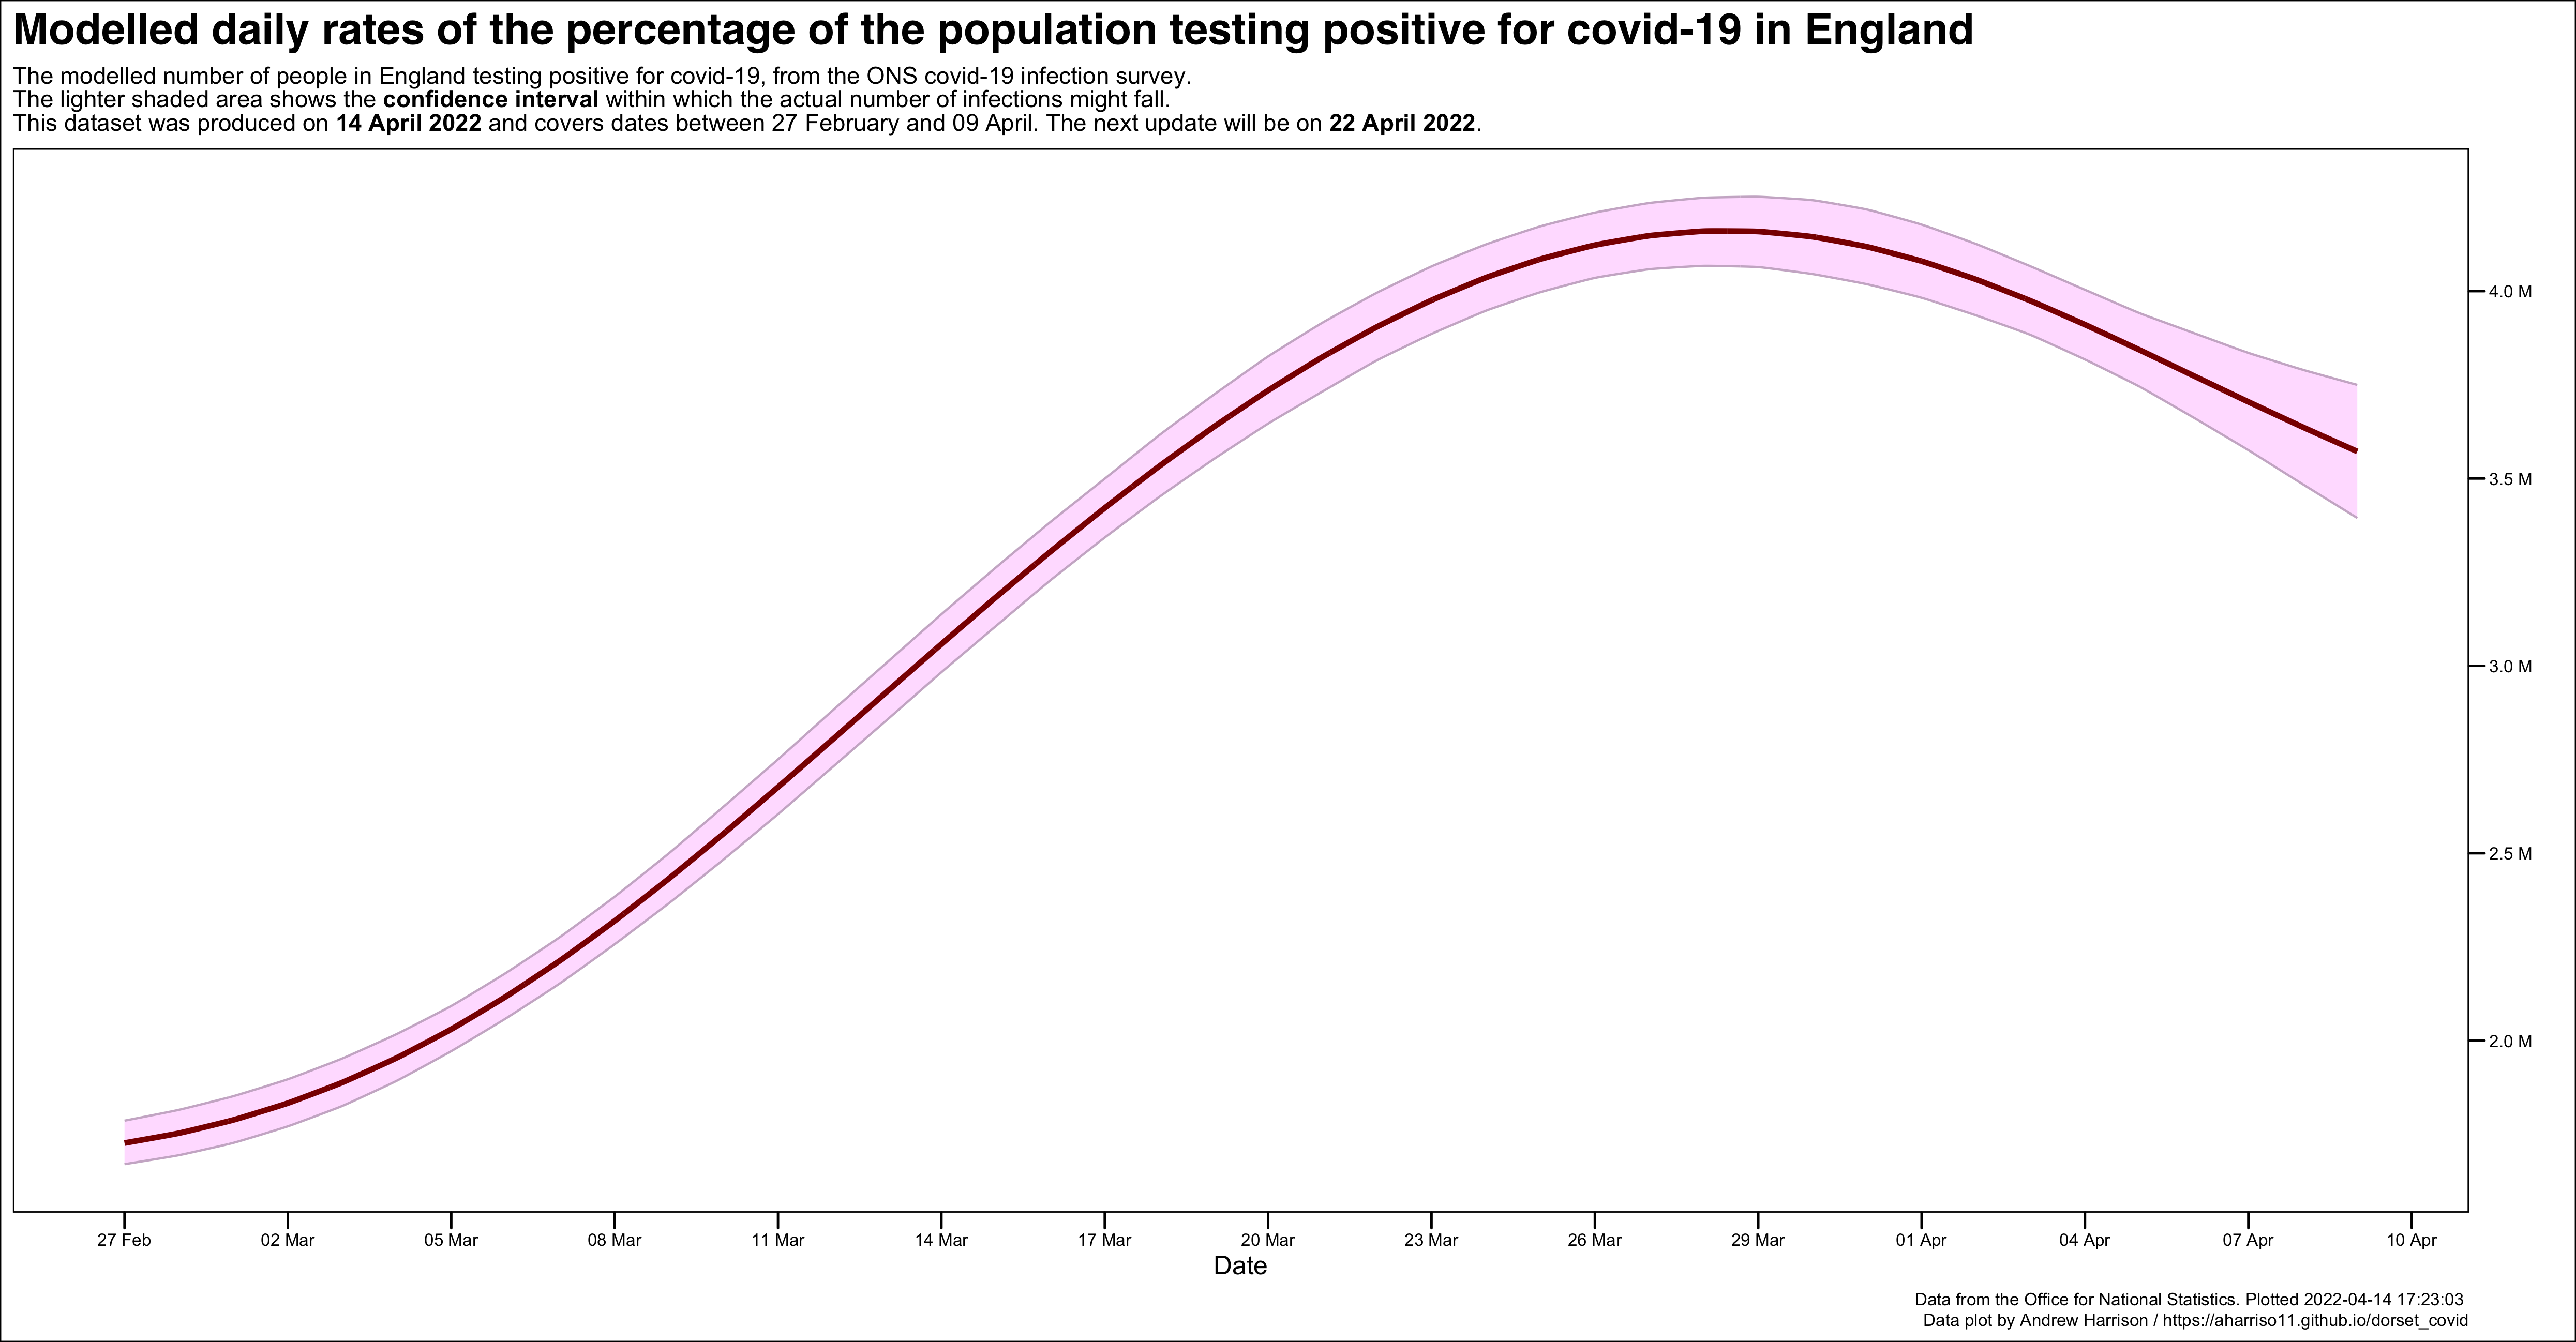 Modelled daily rates of the percentage of the population testing positive for covid-19 in England
The modelled number of people in England testing positive for covid-19, from the ONS covid-19 infection survey.
The lighter shaded area shows the confidence interval within which the actual number of infections might fall.
This dataset was produced on 14 April 2022 and covers dates between 27 February and 09 April. The next update will be on 22 April 2022.
4.0 M
3.5 M
3.0 M
2.5 M
2.0 M
27 Feb 02 Mar 05 Mar 08 Mar 11 Mar 14 Mar 17 Mar 20 Mar 23 Mar 26 Mar 29 Mar 01 Apr 04 Apr 07 Apr 10 Apr
Date
Data from the Office for National Statistics. Plotted 2022-04-14 17:23:03
Data plot by Andrew Harrison / https://aharriso11.github.io/dorset_covid